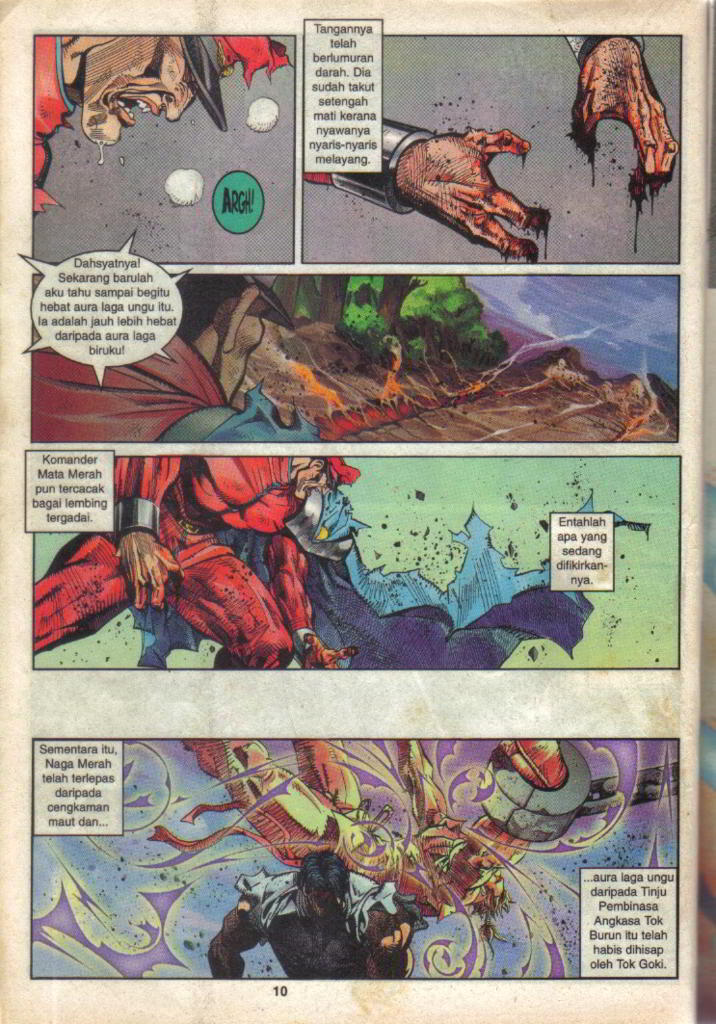 Tangannya
telah
berlumuran
darah. Dia
sudah takut
setengah
mati kerana
nyawanya
nyaris-nyaris
melayang.
ARGH!
Dahsyatnya!
Sekarang barulah
aku tahu sampai begitu
hebat aura laga ungu itu.
Ia adalah jauh lebih hebat
daripada aura laga
biruku!
Komander
Mata Merah
pun tercacak
bagai lembing
tergadai.
Entahlah
apa yang
sedang
difikirkan-
nya.
Sementara itu,
Naga Merah
telah terlepas
daripada
cengkaman
maut dan...
...aura laga ungu
daripada Tinju
Pembinasa
Angkasa Tok
Burun itu telah
habis dihisap
oleh Tok Goki.
10